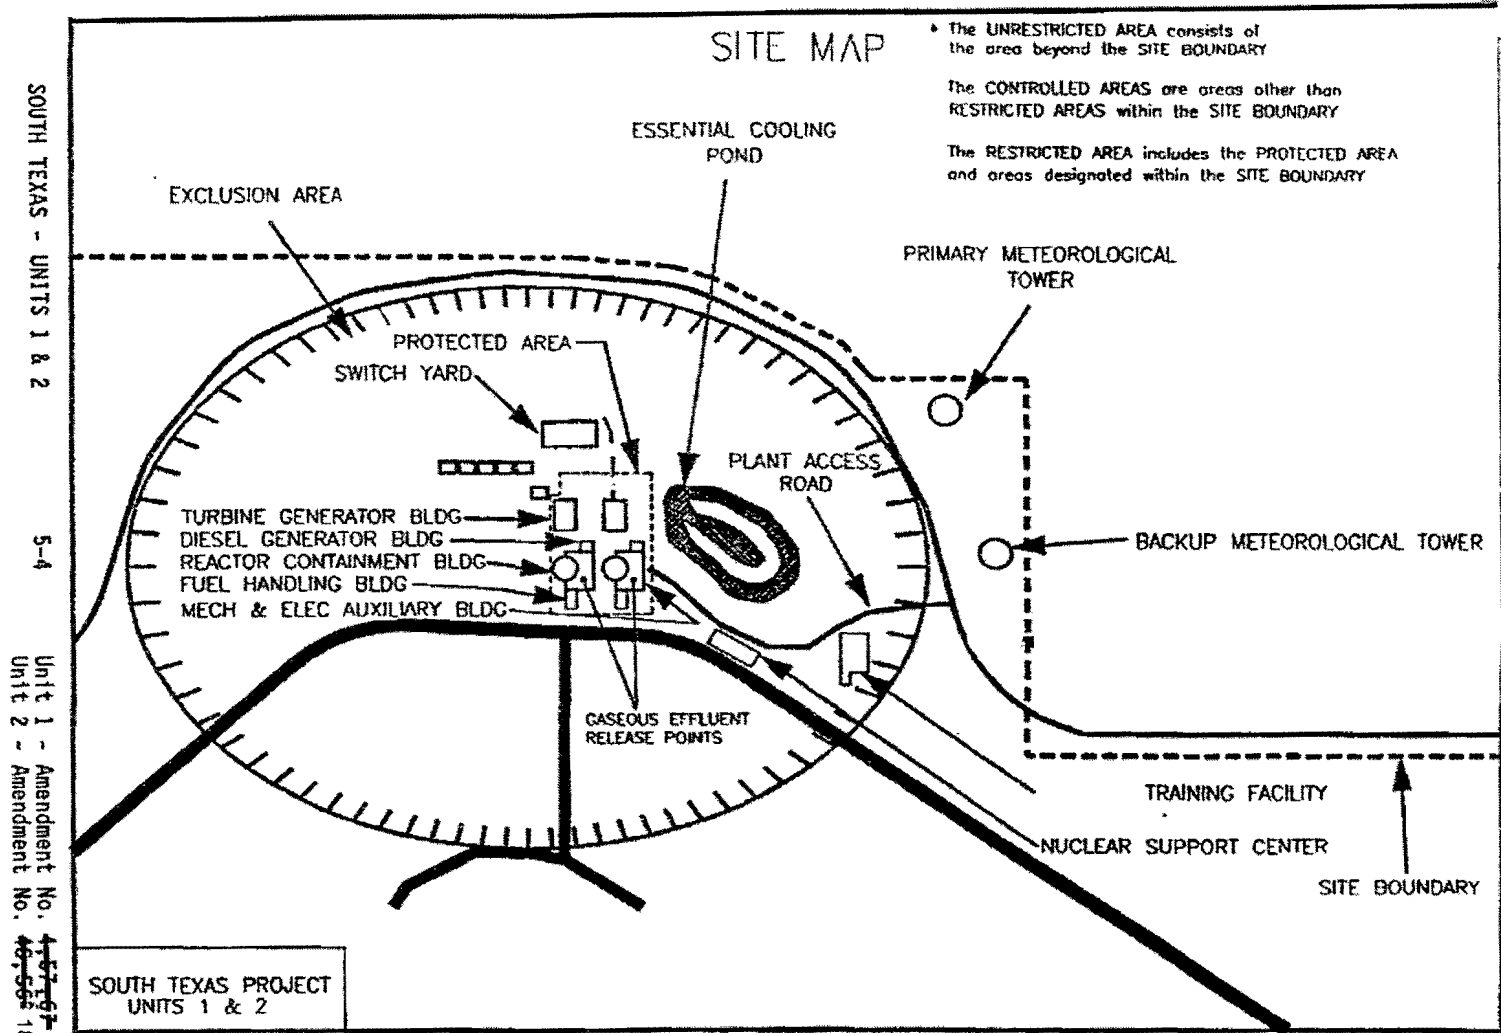 SITE MAP
• The UNRESTRICTED AREA consists of
the area beyond the SITE BOUNDARY
The CONTROLLED AREAS are areas other than
RESTRICTED AREAS within the SITE BOUNDARY
The RESTRICTED AREA includes the PROTECTED AREA
and areas designated within the SITE BOUNDARY
ESSENTIAL COOLING
POND
EXCLUSION AREA
PRIMARY METEOROLOGICAL
TOWER
PROTECTED AREA
SWITCH YARD
PLANT ACCESS
ROAD
TURBINE GENERATOR BLDG
DIESEL GENERATOR BLDG
REACTOR CONTAINMENT BLDG
FUEL HANDLING BLDG
MECH & ELEC AUXILIARY BLDG
BACKUP METEOROLOGICAL TOWER
GASEOUS EFFLUENT
RELEASE POINTS
TRAINING FACILITY
NUCLEAR SUPPORT CENTER
SITE BOUNDARY
SOUTH TEXAS PROJECT
UNITS 1 & 2
SOUTH TEXAS - UNITS 1 & 2
5-4
Unit 1 - Amendment No.
Unit 2 - Amendment No.